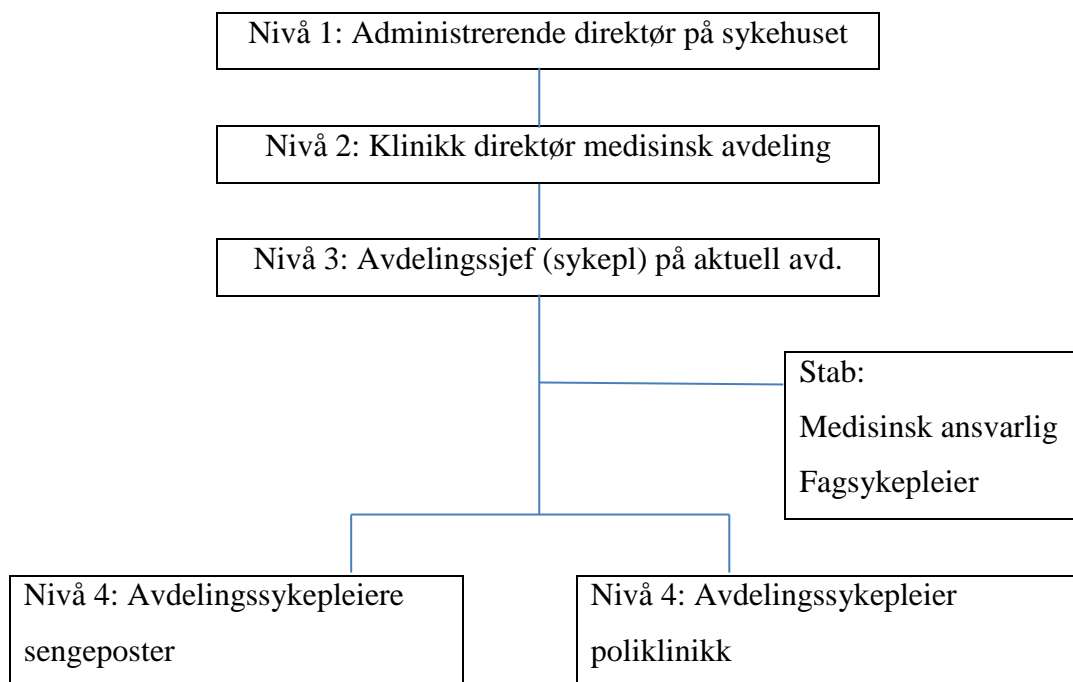 Nivå 1: Administrerende direktør på sykehuset
Nivå 2: Klinikk direktør medisinsk avdeling
Nivå 3: Avdelingssjef (sykepl) på aktuell avd.
Stab:
Medisinsk ansvarlig
Fagsykepleier
Nivå 4: Avdelingssykepleiere
sengeposter
Nivå 4: Avdelingssykepleier
poliklinikk